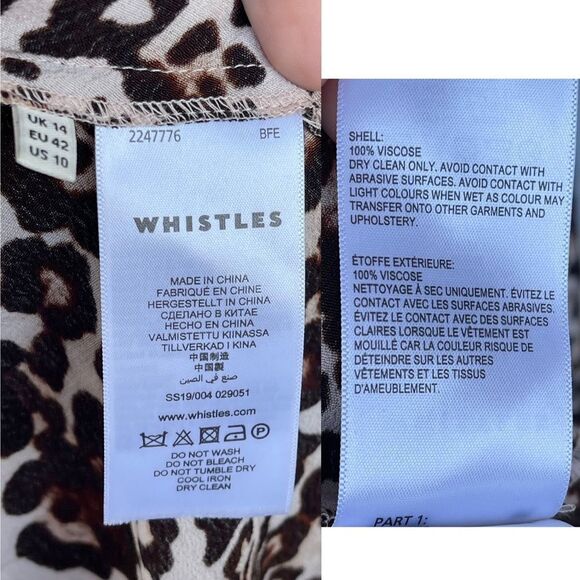 UK 14
EU 42
US 10
2247776 BFE
WHISTLES
MADE IN CHINA
FABRIQUÉ EN CHINE
HERGESTELLT IN CHINA
СДЕЛАНО В КИТАЕ
HECHO EN CHINA
VALMISTETTU KIINASSA
TILLVERKAD I KINA
中国制造
中国製
صنع في الصين
SS19/004 029051
www.whistles.com
P
DO NOT WASH
DO NOT BLEACH
DO NOT TUMBLE DRY
COOL IRON
DRY CLEAN
SHELL:
100% VISCOSE
DRY CLEAN ONLY. AVOID CONTACT WITH
ABRASIVE SURFACES. AVOID CONTACT WITH
LIGHT COLOURS WHEN WET AS COLOUR MAY
TRANSFER ONTO OTHER GARMENTS AND
UPHOLSTERY.
ÉTOFFE EXTÉRIEURE:
100% VISCOSE
NETTOYAGE À SEC UNIQUEMENT. ÉVITEZ LE
CONTACT AVEC LES SURFACES ABRASIVES.
ÉVITEZ LE CONTACT AVEC DES SURFACES
CLAIRES LORSQUE LE VÊTEMENT EST
MOUILLÉ CAR LA COULEUR RISQUE DE
DÉTEINDRE SUR LES AUTRES
VÊTEMENTS ET LES TISSUS
D'AMEUBLEMENT.
PART 1: